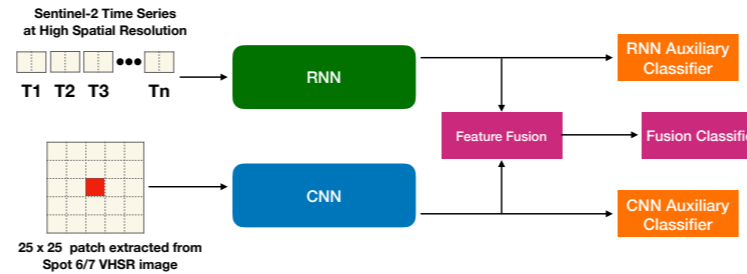 Sentinel-2 Time Series
at High Spatial Resolution
T1 T2 T3 Tn
RNN
RNN Auxiliary
Classifier
Feature Fusion
Fusion Classifie
CNN
CNN Auxiliary
Classifier
25 x 25 patch extracted from
Spot 6/7 VHSR image